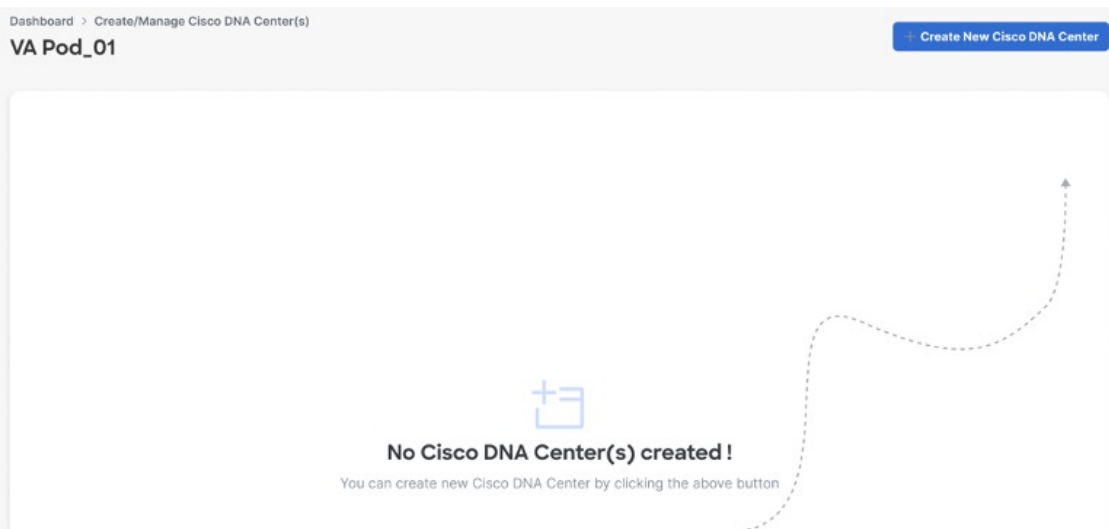 Dashboard > Create/Manage Cisco DNA Center(s)
VA Pod_01
+ Create New Cisco DNA Center
No Cisco DNA Center(s) created !
You can create new Cisco DNA Center by clicking the above button